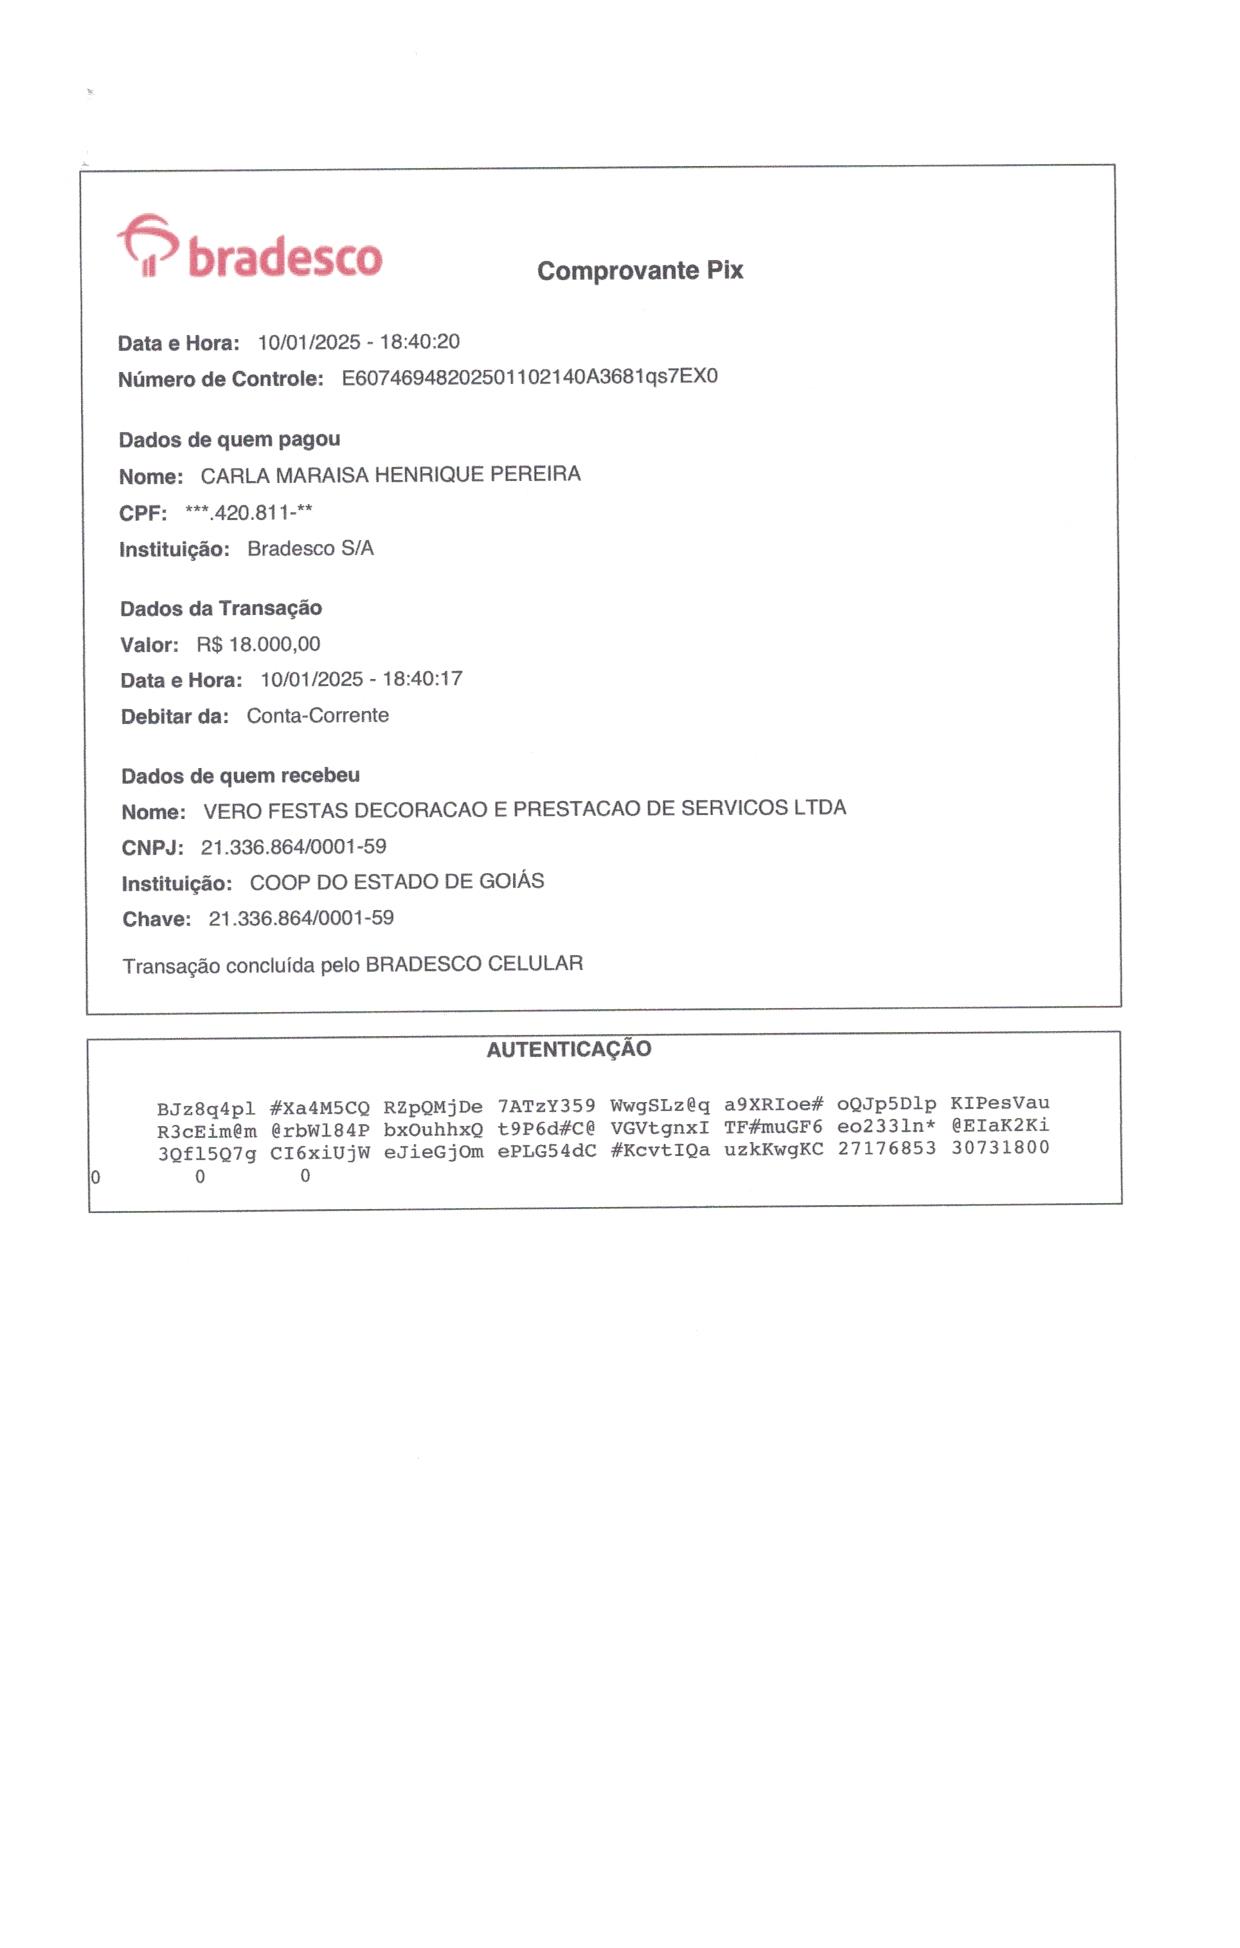 bradesco
Comprovante Pix
Data e Hora: 10/01/2025 - 18:40:20
Número de Controle: E60746948202501102140A3681qs7EX0
Dados de quem pagou
Nome: CARLA MARAISA HENRIQUE PEREIRA
CPF: ***.420.811-**
Instituição: Bradesco S/A
Dados da Transação
Valor: R$ 18.000,00
Data e Hora: 10/01/2025 - 18:40:17
Debitar da: Conta-Corrente
Dados de quem recebeu
Nome: VERO FESTAS DECORACAO E PRESTACAO DE SERVICOS LTDA
CNPJ: 21.336.864/0001-59
Instituição: COOP DO ESTADO DE GOIÁS
Chave: 21.336.864/0001-59
Transação concluída pelo BRADESCO CELULAR
AUTENTICAÇÃO
BJz8q4pl #Xa4M5CQ RZpQMjDe 7ATzY359 WwgSLz@q a9XRIoe# oQJp5Dlp KIPesVau
R3cEim@m @rbWl84P bxOuhhxQ t9P6d#C@ VGVtgnxI TF#muGF6 eo233ln* @EIaK2Ki
3Qfl5Q7g CI6xiUjW eJieGjOm ePLG54dC #KcvtIQa uzkKwgKC 27176853 30731800
0 0 0